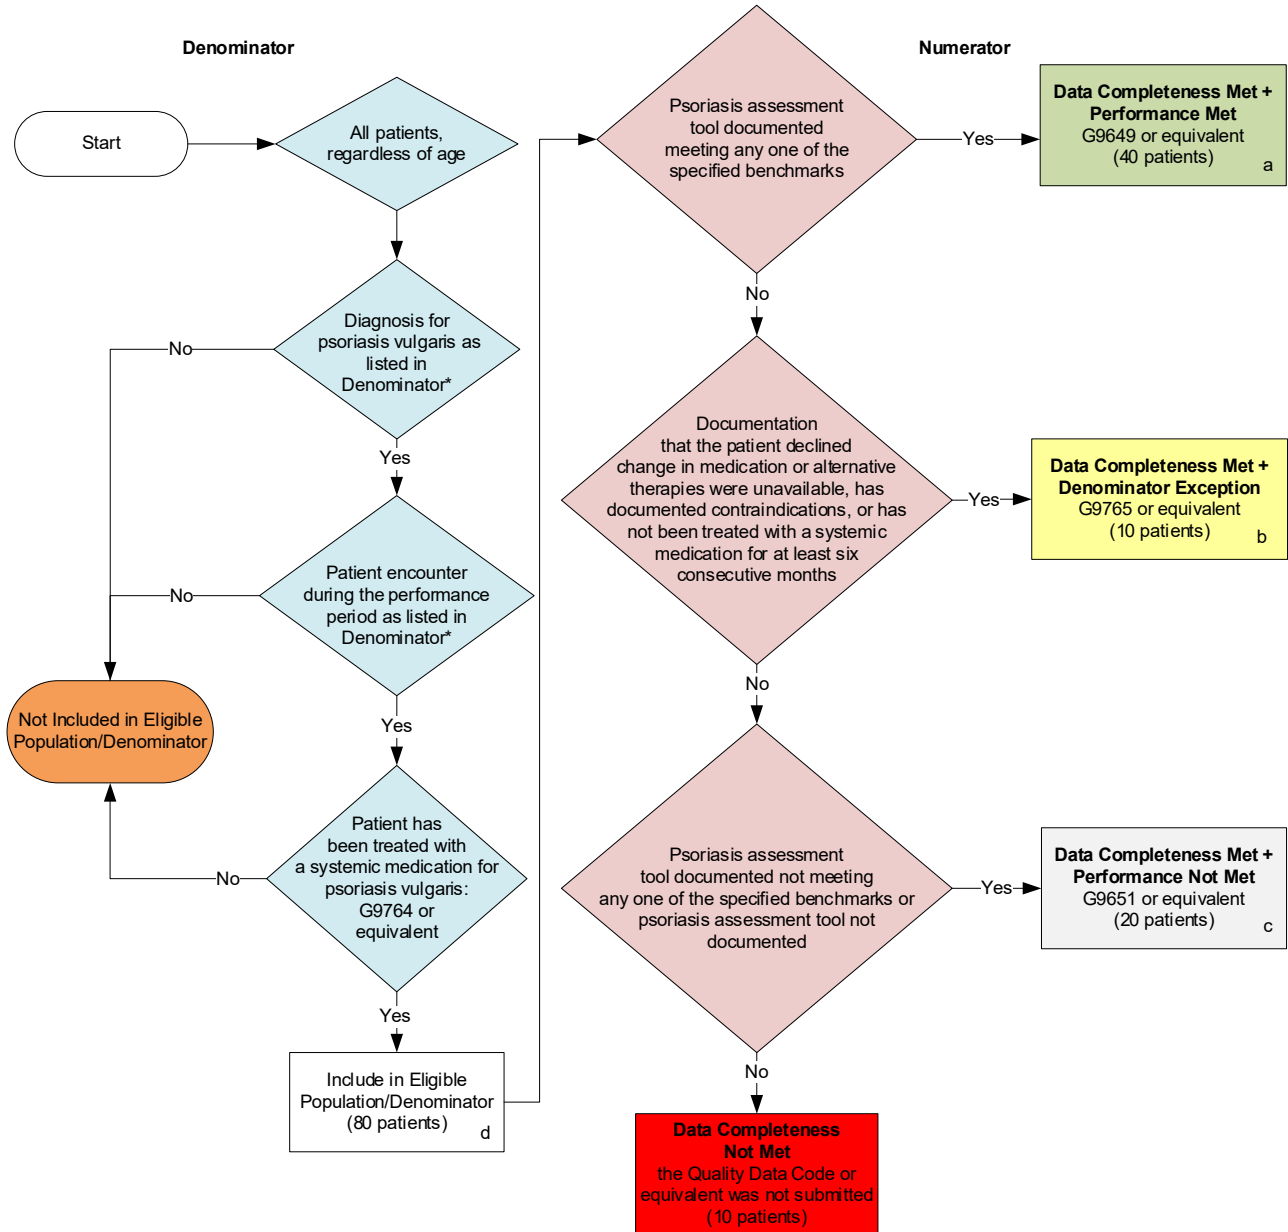 Denominator
Start
All patients,
regardless of age
Diagnosis for
psoriasis vulgaris as
listed in
Denominator*
No
Yes
Patient encounter
during the performance
period as listed in
Denominator*
No
Yes
Not Included in Eligible
Population/Denominator
Patient has
been treated with
a systemic medication for
psoriasis vulgaris:
G9764 or
equivalent
No
Yes
Include in Eligible
Population/Denominator
(80 patients)
d
Numerator
Psoriasis assessment
tool documented
meeting any one of the
specified benchmarks
Yes
Data Completeness Met +
Performance Met
G9649 or equivalent
(40 patients)
a
No
Documentation
that the patient declined
change in medication or alternative
therapies were unavailable, has
documented contraindications, or has
not been treated with a systemic
medication for at least six
consecutive months
Yes
Data Completeness Met +
Denominator Exception
G9765 or equivalent
(10 patients)
b
No
Psoriasis assessment
tool documented not meeting
any one of the specified benchmarks or
psoriasis assessment tool not
documented
Yes
Data Completeness Met +
Performance Not Met
G9651 or equivalent
(20 patients)
c
No
Data Completeness
Not Met
the Quality Data Code or
equivalent was not submitted
(10 patients)